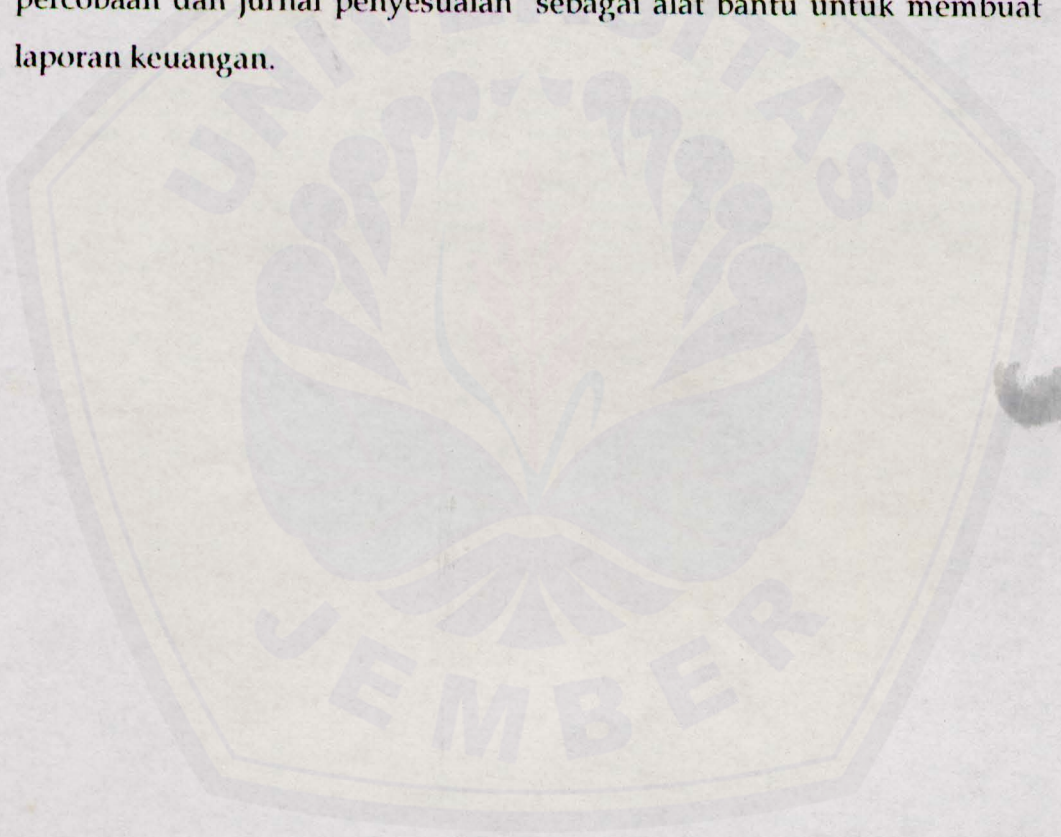 percobaan dan jurnal penyesuaian sebagai alat bantu untuk membuat
laporan keuangan.
UNIVERSITAS
JEMBER